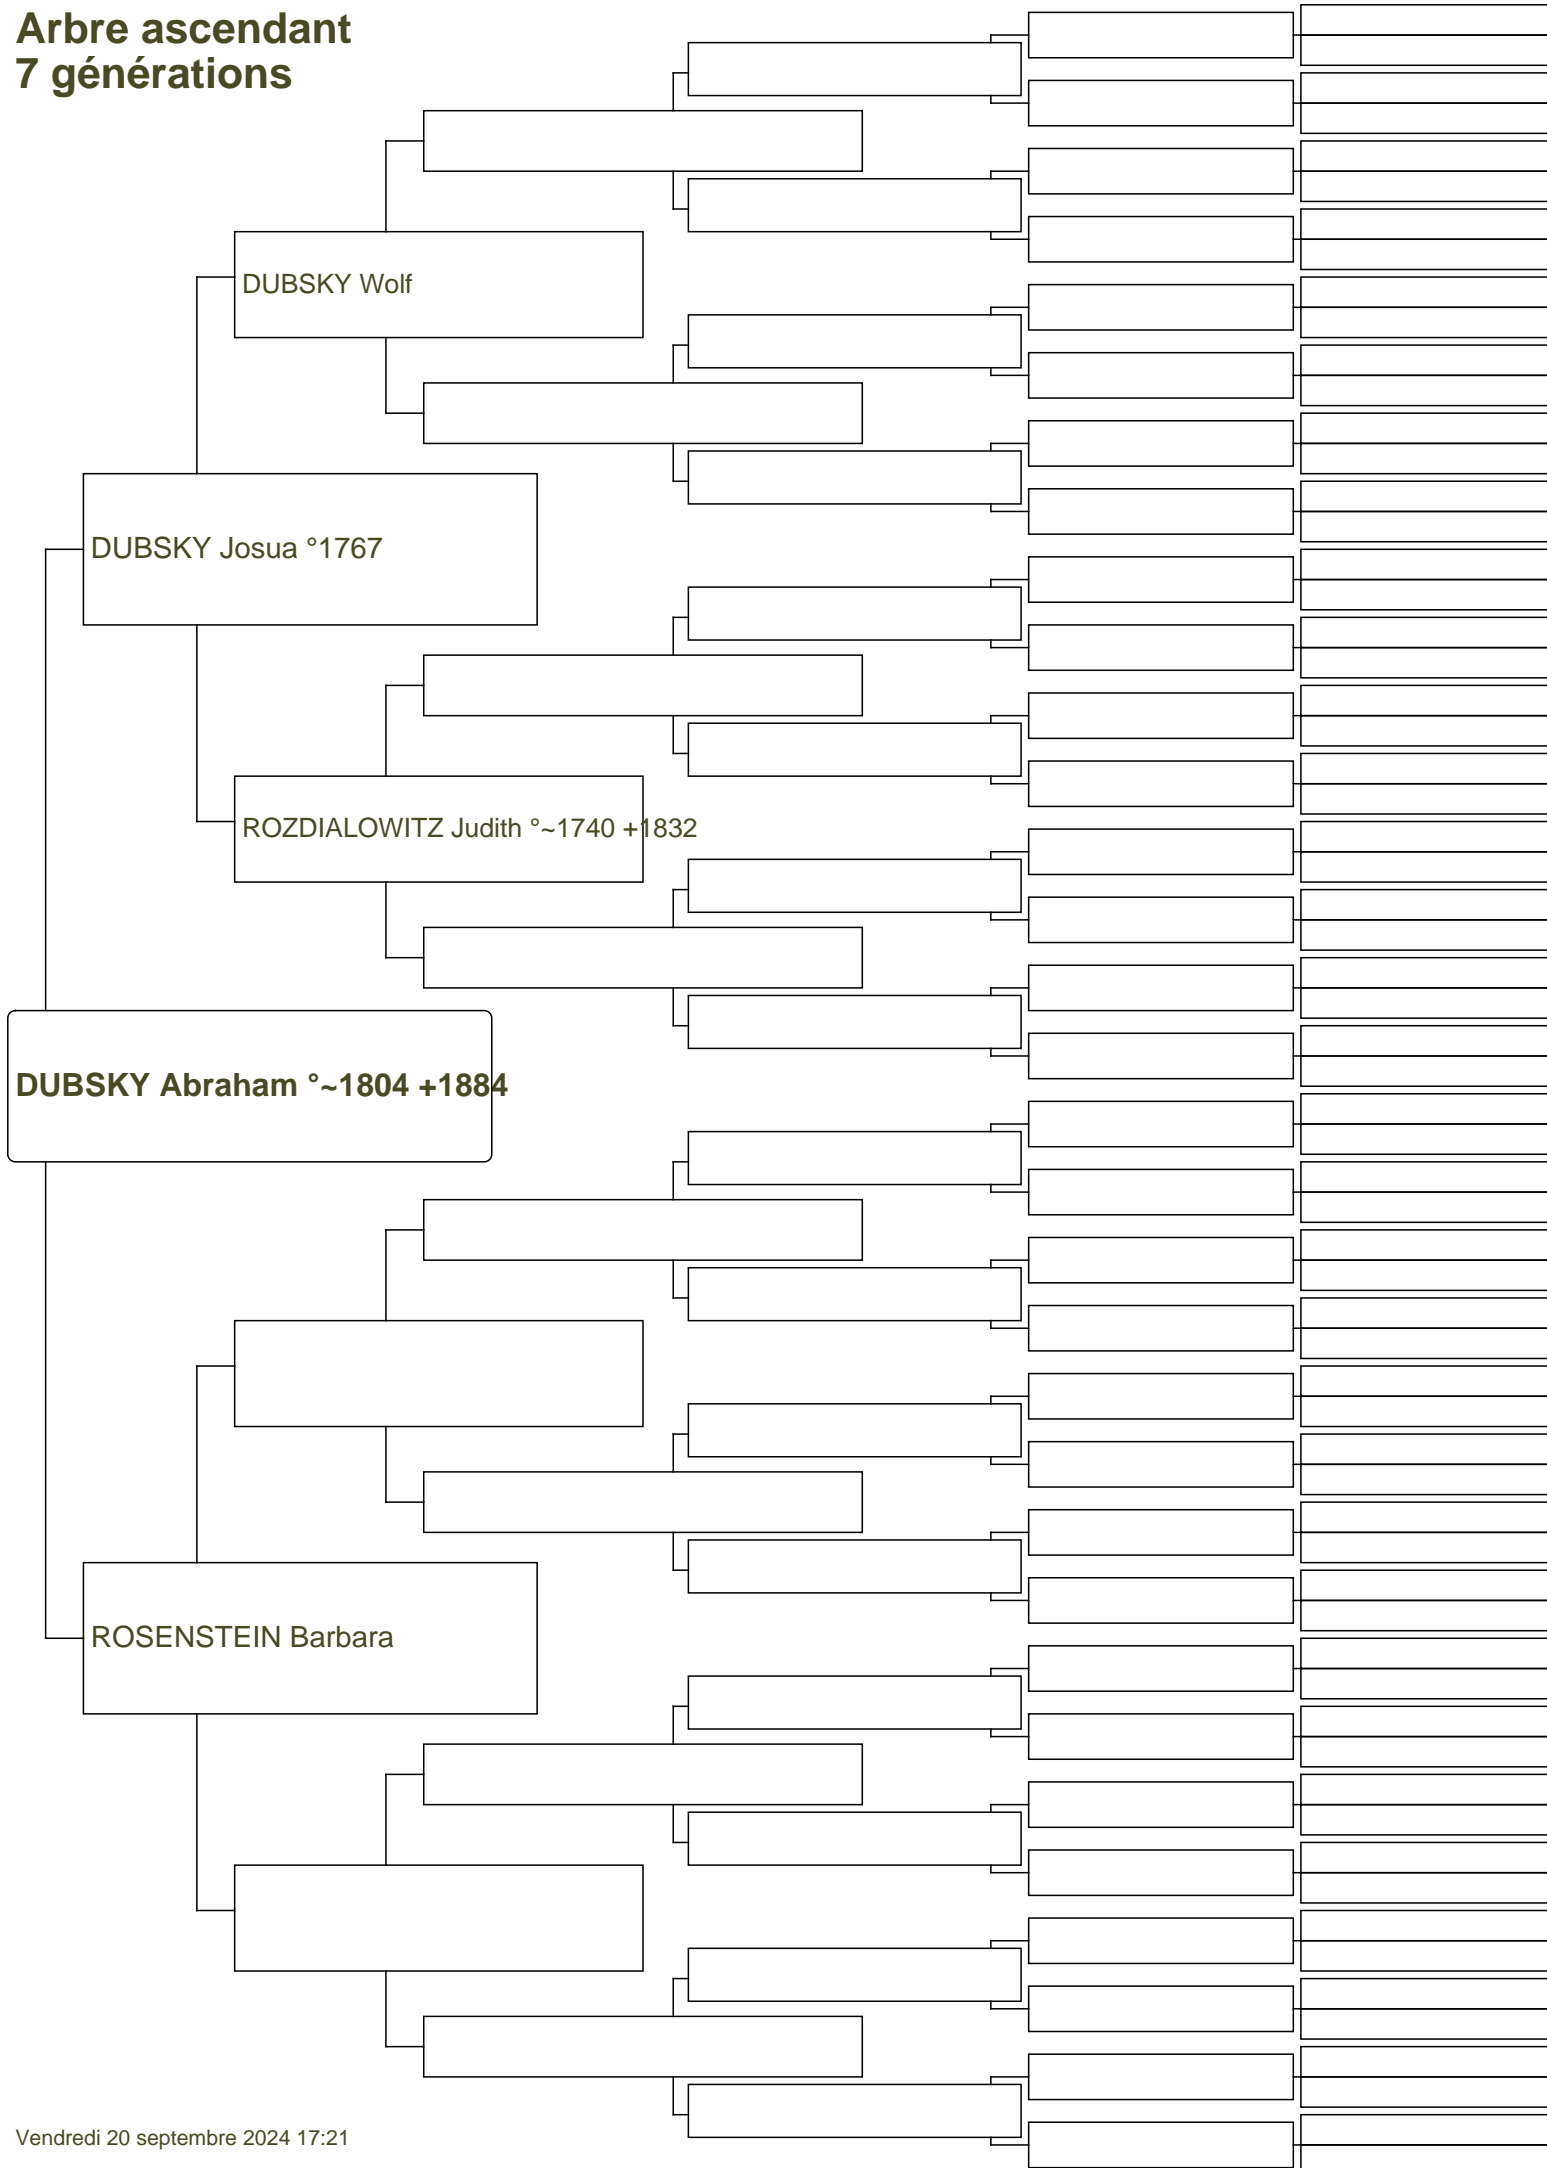 Arbre ascendant
7 générations
DUBSKY Wolf
DUBSKY Josua °1767
ROZDIALOWITZ Judith °~1740 +1832
DUBSKY Abraham °~1804 +1884
ROSENSTEIN Barbara
Vendredi 20 septembre 2024 17:21